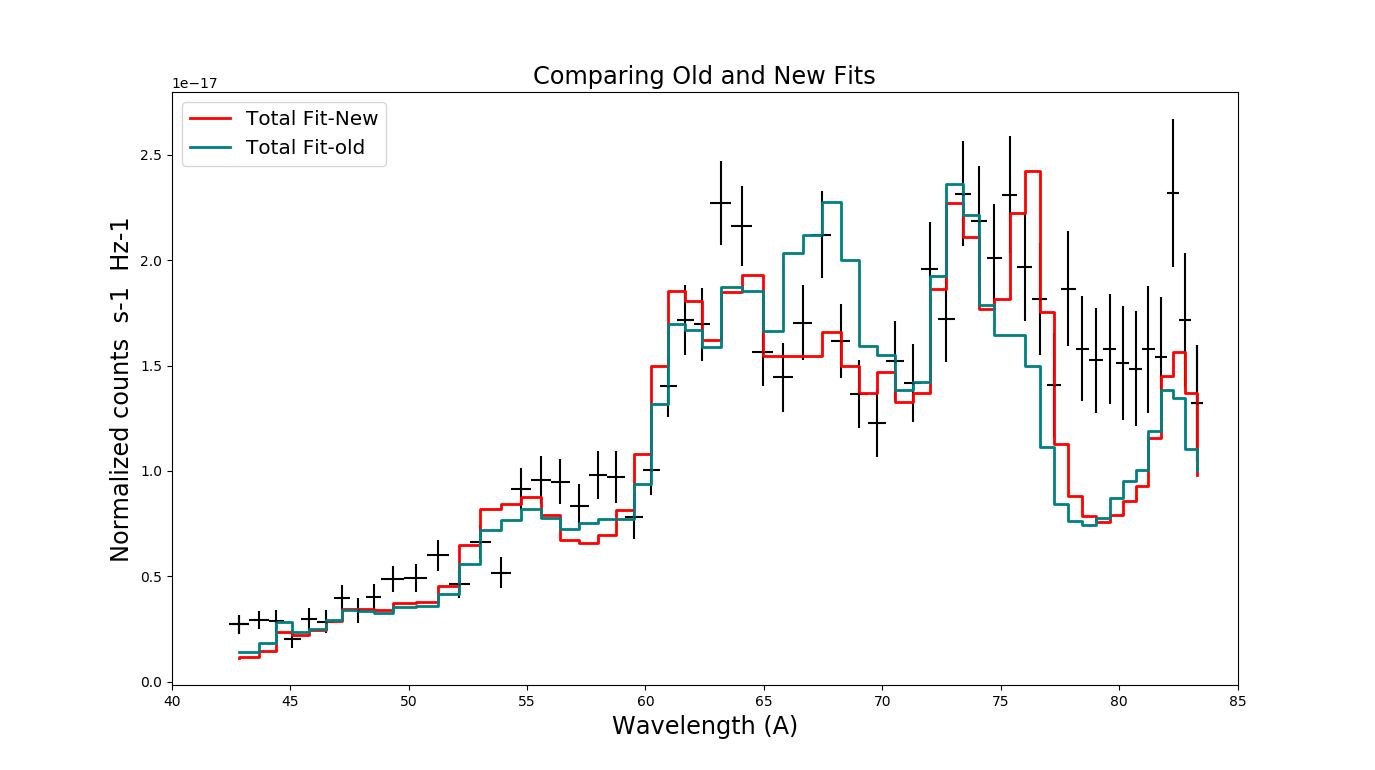 Comparing Old and New Fits
1e−17
Total Fit-New
Total Fit-old
2.5
2.0
1.5
1.0
0.5
0.0
Normalized counts  s-1  Hz-1
40 45 50 55 60 65 70 75 80 85
Wavelength (A)